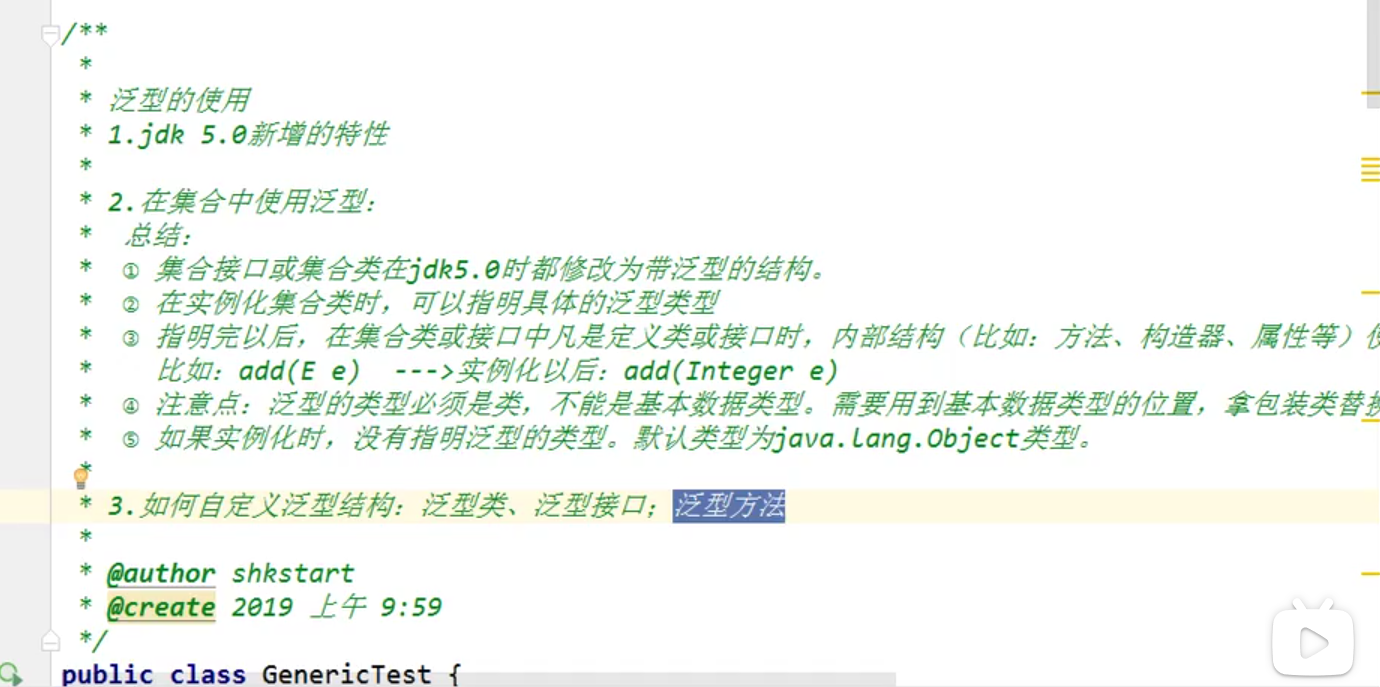 /**
*
* 泛型的使用
* 1.jdk 5.0新增的特性
*
* 2.在集合中使用泛型：
* 总结：
* ① 集合接口或集合类在jdk5.0时都修改为带泛型的结构。
* ② 在实例化集合类时，可以指明具体的泛型类型
* ③ 指明完以后，在集合类或接口中凡是定义类或接口时，内部结构（比如：方法、构造器、属性等）使
* 比如：add(E e) --->实例化以后：add(Integer e)
* ④ 注意点：泛型的类型必须是类，不能是基本数据类型。需要用到基本数据类型的位置，拿包装类替换
* ⑤ 如果实例化时，没有指明泛型的类型。默认类型为java.lang.Object类型。
*
* 3.如何自定义泛型结构：泛型类、泛型接口；泛型方法
*
* @author shkstart
* @create 2019 上午 9:59
*/
public class GenericTest {